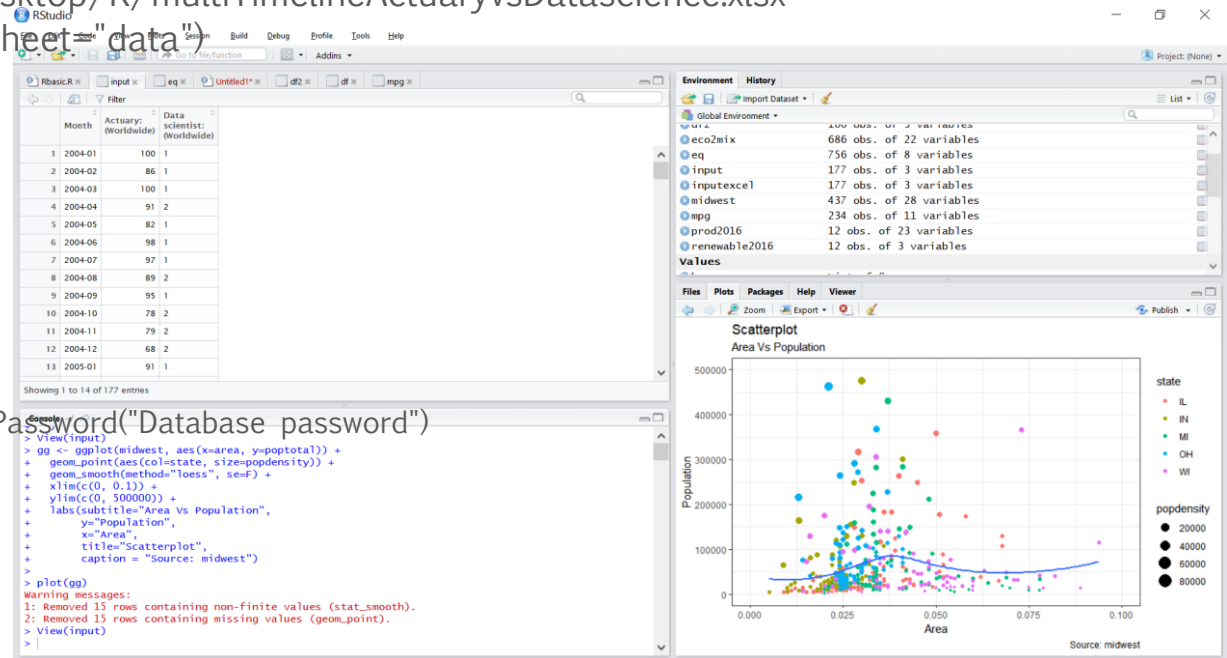 sktop/R/multiTimelineActuaryvsDatascience.xlsx
RStudio
heet="data")
Session Build Debug Profile Tools Help
Go to file/function Addins
Project: (None)
Rbasic.R input eq Untitled1* df2 df mpg
Filter
Month Actuary: (Worldwide) Data scientist: (Worldwide)
1 2004-01 100 1
2 2004-02 86 1
3 2004-03 100 1
4 2004-04 91 2
5 2004-05 82 1
6 2004-06 98 1
7 2004-07 97 1
8 2004-08 89 2
9 2004-09 95 1
10 2004-10 78 2
11 2004-11 79 2
12 2004-12 68 2
13 2005-01 91 1
Showing 1 to 14 of 177 entries
Password("Database password")
Console
> View(input)
> gg <- ggplot(midwest, aes(x=area, y=poptotal)) +
+ geom_point(aes(col=state, size=popdensity)) +
+ geom_smooth(method="loess", se=F) +
+ xlim(c(0, 0.1)) +
+ ylim(c(0, 500000)) +
+ labs(subtitle="Area Vs Population",
+ y="Population",
+ x="Area",
+ title="Scatterplot",
+ caption = "Source: midwest")
>
> plot(gg)
Warning messages:
1: Removed 15 rows containing non-finite values (stat_smooth).
2: Removed 15 rows containing missing values (geom_point).
> View(input)
>
Environment History
Import Dataset List
Global Environment
eco2mix 686 obs. of 22 variables
eq 756 obs. of 8 variables
input 177 obs. of 3 variables
inputexcel 177 obs. of 3 variables
midwest 437 obs. of 28 variables
mpg 234 obs. of 11 variables
prod2016 12 obs. of 23 variables
renewable2016 12 obs. of 3 variables
Values
Files Plots Packages Help Viewer
Zoom Export Publish
Scatterplot
Area Vs Population
500000
400000
300000
200000
100000
0
Population
0.000 0.025 0.050 0.075 0.100
Area
Source: midwest
state
IL
IN
MI
OH
WI
popdensity
20000
40000
60000
80000